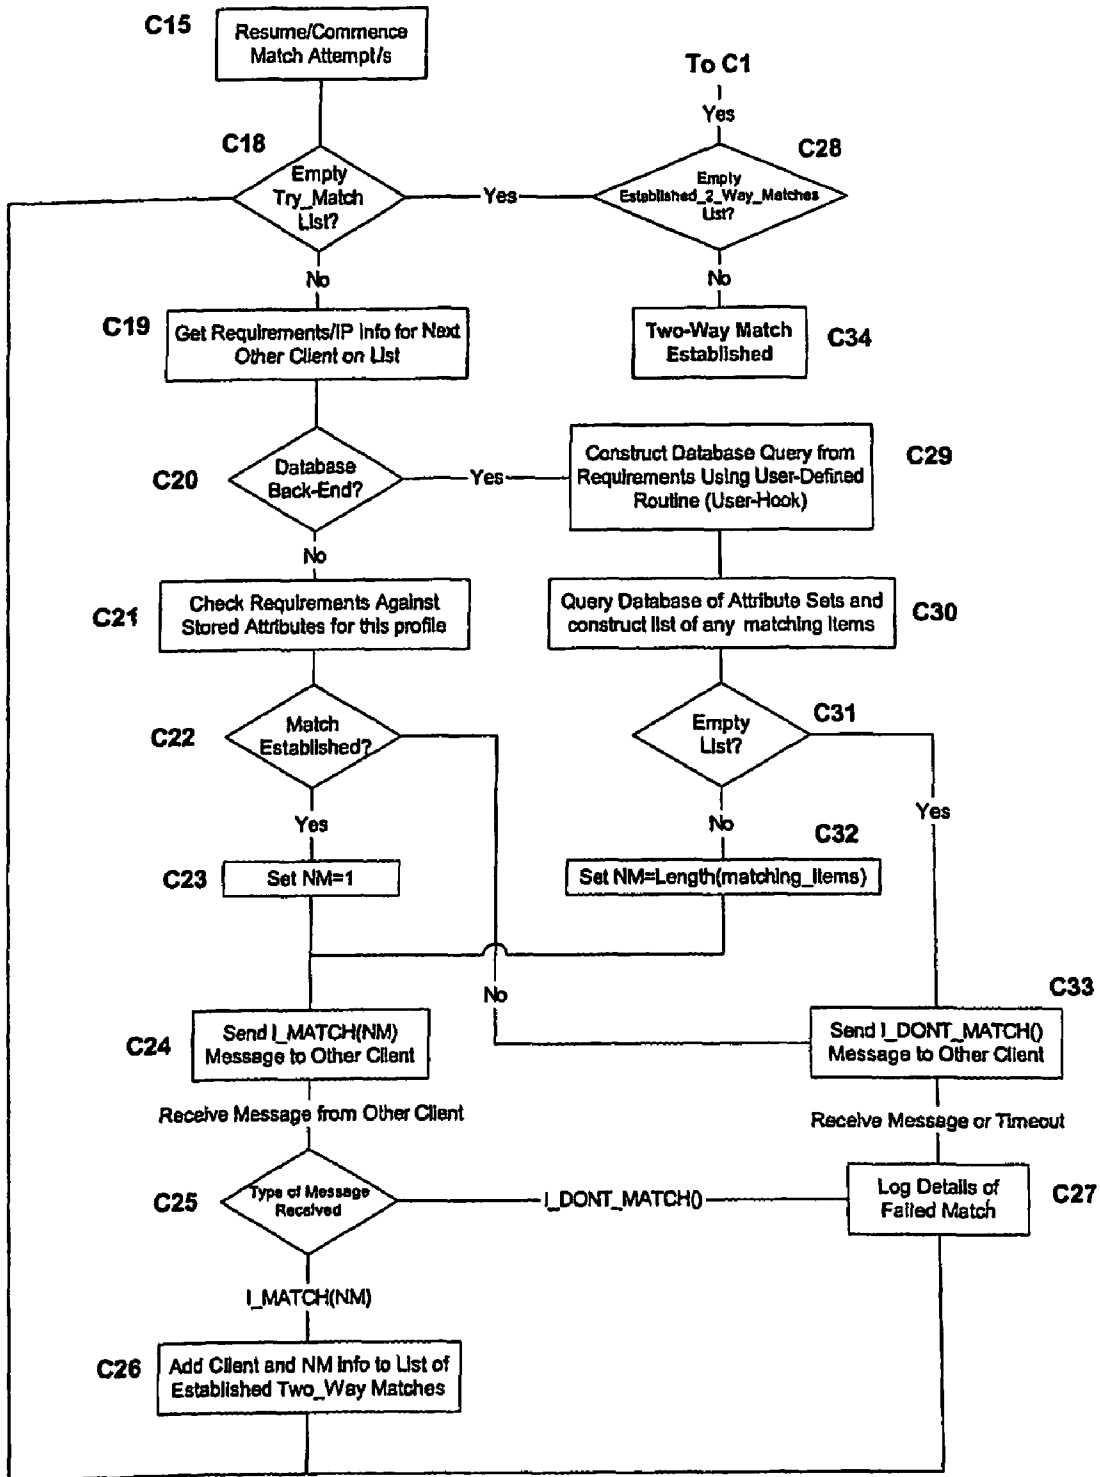 C15
Resume/Commence
Match Attempt/s
To C1
Yes
C18
Empty
Try_Match
List?
Yes
C28
Empty
Established_2_Way_Matches
List?
No
No
C19
Get Requirements/IP Info for Next
Other Client on List
Two-Way Match
Established
C34
C20
Database
Back-End?
Yes
Construct Database Query from
Requirements Using User-Defined
Routine (User-Hook)
C29
No
C21
Check Requirements Against
Stored Attributes for this profile
Query Database of Attribute Sets and
construct list of any matching items
C30
C22
Match
Established?
Empty
List?
C31
Yes
No
Yes
C32
C23
Set NM=1
Set NM=Length(matching_items)
No
C33
C24
Send I_MATCH(NM)
Message to Other Client
Send I_DONT_MATCH()
Message to Other Client
Receive Message from Other Client
Receive Message or Timeout
C25
Type of Message
Received
I_DONT_MATCH()
Log Details of
Failed Match
C27
I_MATCH(NM)
C26
Add Client and NM Info to List of
Established Two_Way Matches